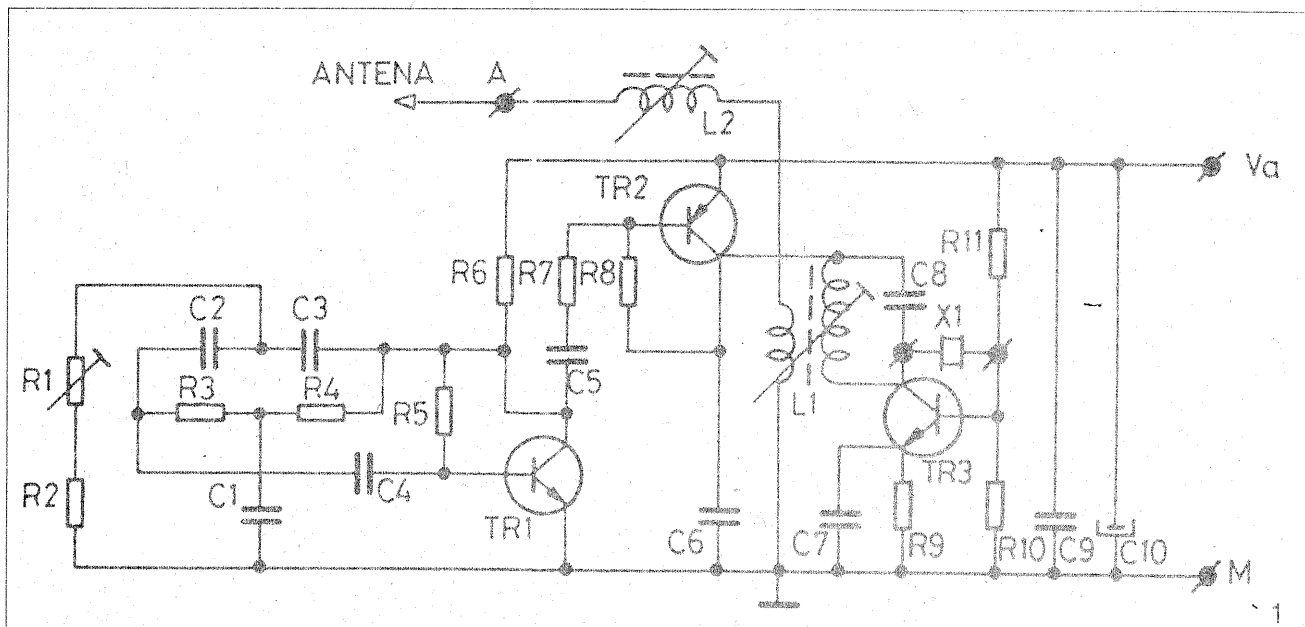 ANTENA A
L2
Va
TR2
R11
R6 R7 R8
C8
C2 C3
X1
R1
R3 R4
C5
R5
L1
TR3
R2
C1
C4
TR1
C6
C7
R9
R10
C9
C10
M
1